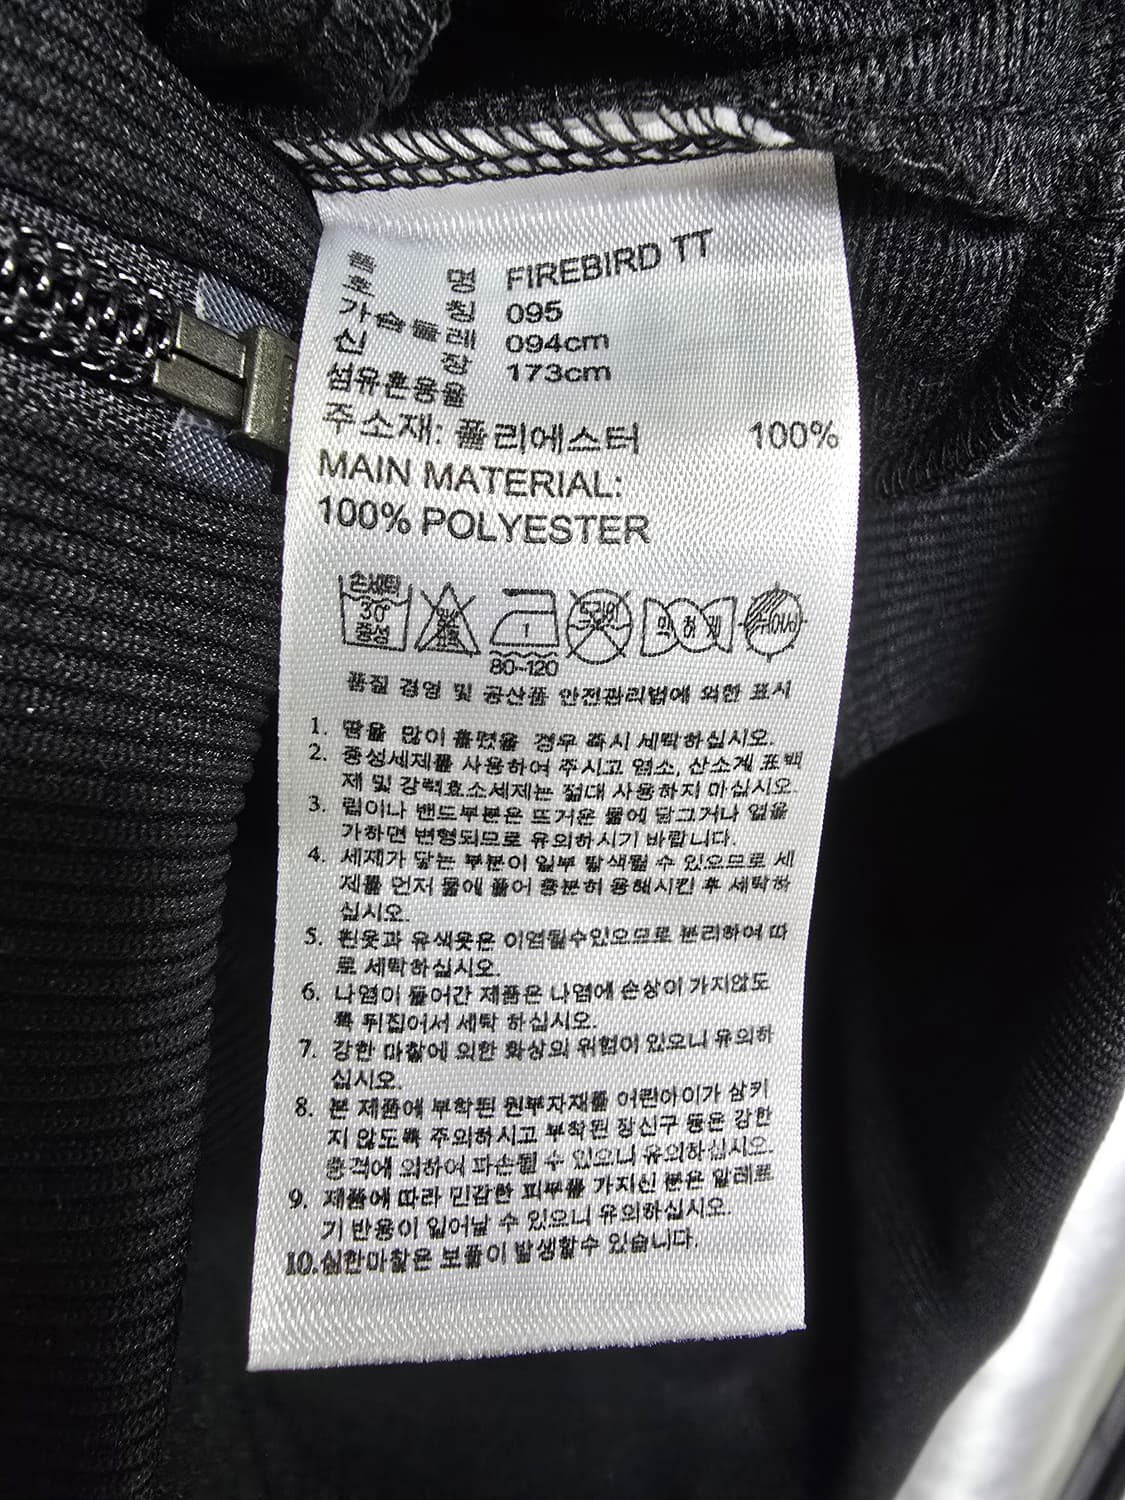 품 명 FIREBIRD TT
호 칭 095
가슴둘레 094cm
신 장 173cm
섬유혼용율
주소재: 폴리에스터 100%
MAIN MATERIAL:
100% POLYESTER
손세탁
30°
중성
80-120
품질 경영 및 공산품 안전관리법에 의한 표시
1. 땀을 많이 흘렸을 경우 즉시 세탁하십시오.
2. 중성세제를 사용하여 주시고 염소, 산소계 표백
제 및 강력효소세제는 절대 사용하지 마십시오.
3. 립이나 밴드부분은 뜨거운 물에 담그거나 열을
가하면 변형되므로 유의하시기 바랍니다.
4. 세제가 닿는 부분이 일부 탈색될 수 있으므로 세
제를 먼저 물에 풀어 충분히 용해시킨 후 세탁하
십시오.
5. 흰옷과 유색옷은 이염될수있으므로 분리하여 따
로 세탁하십시오.
6. 나염이 들어간 제품은 나염에 손상이 가지않도
록 뒤집어서 세탁 하십시오.
7. 강한 마찰에 의한 화상의 위험이 있으니 유의하
십시오.
8. 본 제품에 부착된 원부자재를 어린아이가 삼키
지 않도록 주의하시고 부착된 장신구 등은 강한
충격에 의하여 파손될 수 있으니 유의하십시오.
9. 제품에 따라 민감한 피부를 가지신 분은 알레르
기 반응이 일어날 수 있으니 유의하십시오.
10.심한마찰은 보풀이 발생할수 있습니다.